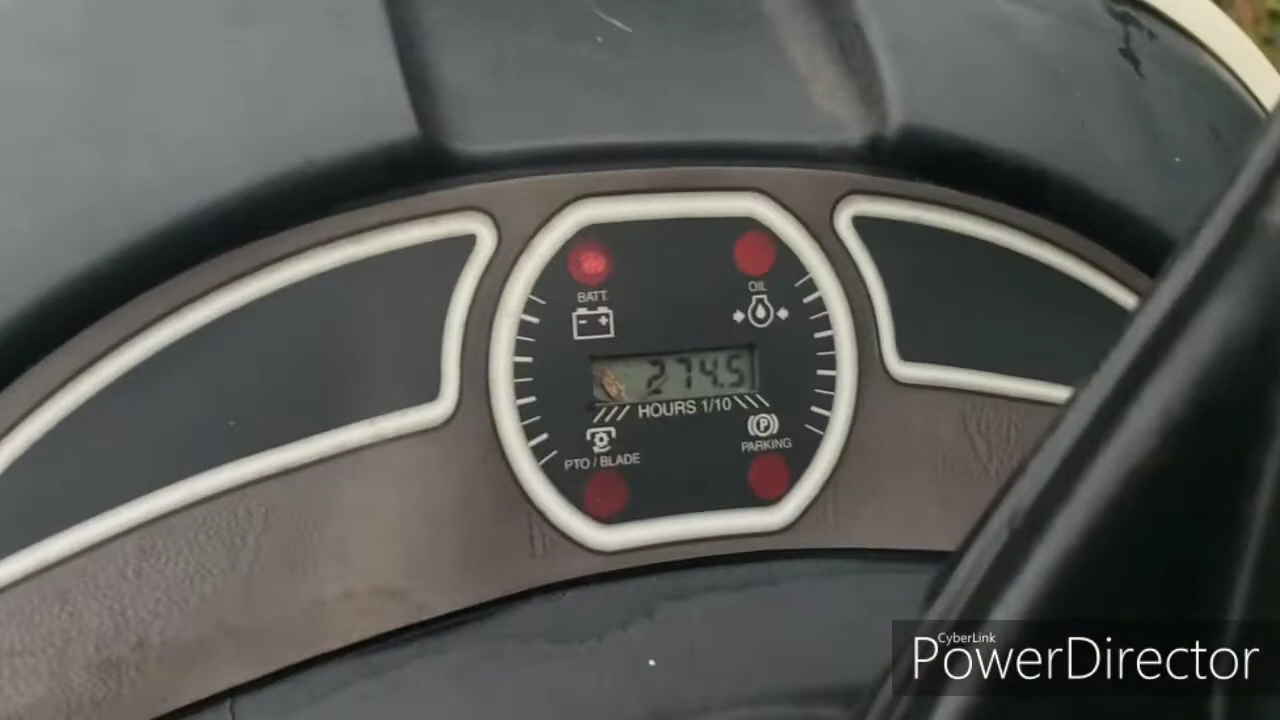 BATT.
OIL
274.5
HOURS 1/10
PTO / BLADE
PARKING
CyberLink
PowerDirector